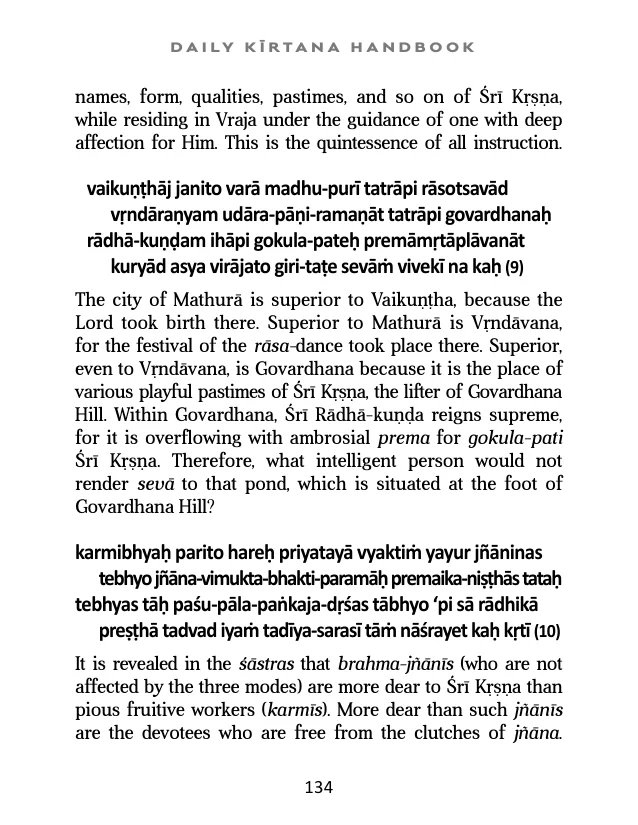 DAILY KĪRTANA HANDBOOK
names, form, qualities, pastimes, and so on of Śrī Kṛṣṇa,
while residing in Vraja under the guidance of one with deep
affection for Him. This is the quintessence of all instruction.
vaikuṇṭhāj janito varā madhu-purī tatrāpi rāsotsavād
vṛndāraṇyam udāra-pāṇi-ramaṇāt tatrāpi govardhanaḥ
rādhā-kuṇḍam ihāpi gokula-pateḥ premāmṛtāplāvanāt
kuryād asya virājato giri-taṭe sevāṁ vivekī na kaḥ (9)
The city of Mathurā is superior to Vaikuṇṭha, because the
Lord took birth there. Superior to Mathurā is Vṛndāvana,
for the festival of the rāsa-dance took place there. Superior,
even to Vṛndāvana, is Govardhana because it is the place of
various playful pastimes of Śrī Kṛṣṇa, the lifter of Govardhana
Hill. Within Govardhana, Śrī Rādhā-kuṇḍa reigns supreme,
for it is overflowing with ambrosial prema for gokula-pati
Śrī Kṛṣṇa. Therefore, what intelligent person would not
render sevā to that pond, which is situated at the foot of
Govardhana Hill?
karmibhyaḥ parito hareḥ priyatayā vyaktiṁ yayur jñāninas
tebhyo jñāna-vimukta-bhakti-paramāḥ premaika-niṣṭhās tataḥ
tebhyas tāḥ paśu-pāla-paṅkaja-dṛśas tābhyo ‘pi sā rādhikā
preṣṭhā tadvad iyaṁ tadīya-sarasī tāṁ nāśrayet kaḥ kṛtī (10)
It is revealed in the śāstras that brahma-jñānīs (who are not
affected by the three modes) are more dear to Śrī Kṛṣṇa than
pious fruitive workers (karmīs). More dear than such jñānīs
are the devotees who are free from the clutches of jñāna.
134